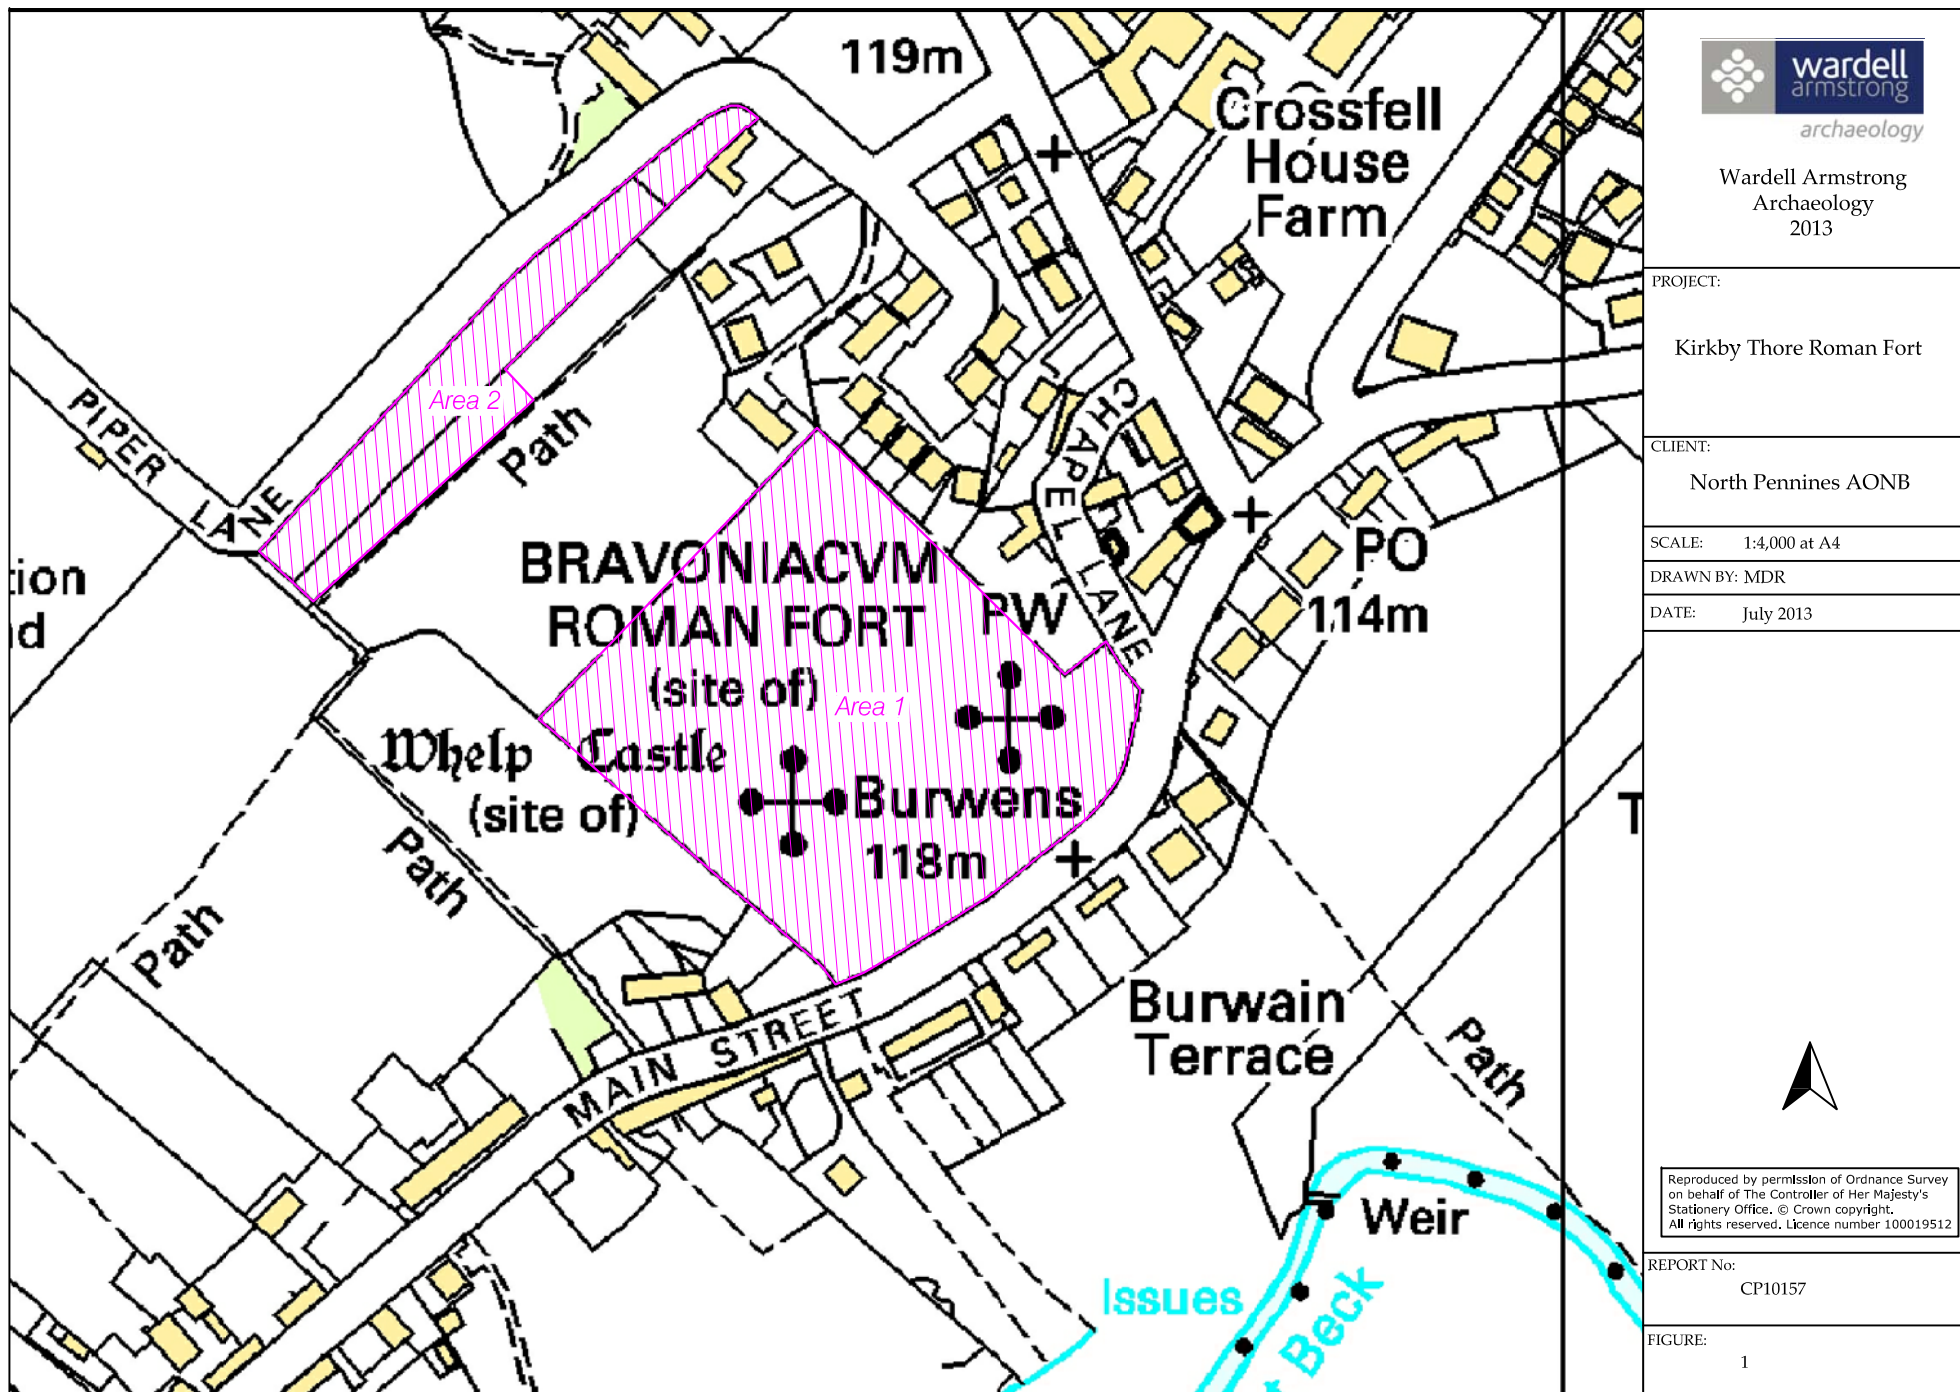 119m
Crossfell
House
Farm
PIPER LANE
Area 2
Path
CHAPEL LANE
BRAVONIACVM
ROMAN FORT
(site of)
PW
PO
114m
tion
Area 1
Whelp Castle
(site of)
Burwens
118m
Path
Path
MAIN STREET
Burwain
Terrace
Path
Weir
Issues
Beck
wardell
armstrong
archaeology
Wardell Armstrong
Archaeology
2013
PROJECT:
Kirkby Thore Roman Fort
CLIENT:
North Pennines AONB
SCALE: 1:4,000 at A4
DRAWN BY: MDR
DATE: July 2013
Reproduced by permission of Ordnance Survey
on behalf of The Controller of Her Majesty's
Stationery Office. © Crown copyright.
All rights reserved. Licence number 100019512
REPORT No:
CP10157
FIGURE:
1